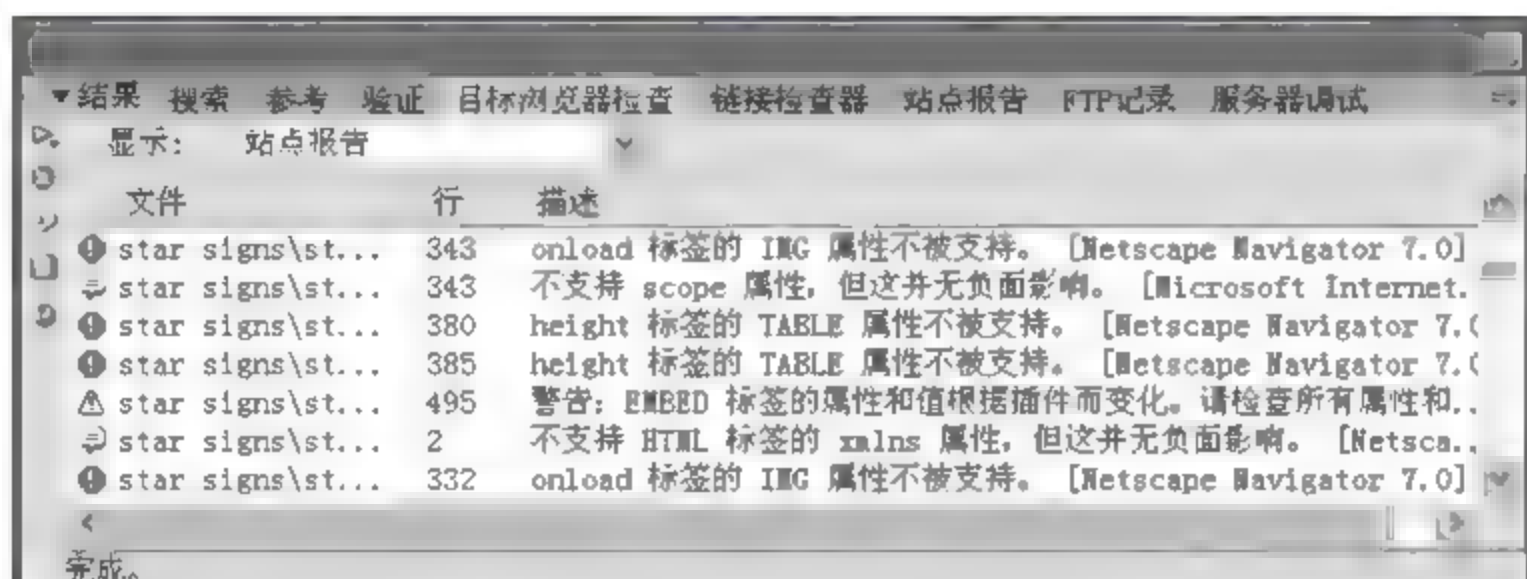 ▼结果 搜索 参考 验证 目标浏览器检查 链接检查器 站点报告 FTP记录 服务器调试
显示: 站点报告
文件 行 描述
star signs\st... 343 onload 标签的 IMG 属性不被支持。 [Netscape Navigator 7.0]
star signs\st... 343 不支持 scope 属性, 但这并无负面影响。 [Microsoft Internet.
star signs\st... 380 height 标签的 TABLE 属性不被支持。 [Netscape Navigator 7.0
star signs\st... 385 height 标签的 TABLE 属性不被支持。 [Netscape Navigator 7.0
star signs\st... 495 警告: EMBED 标签的属性和值根据插件而变化。请检查所有属性和..
star signs\st... 2 不支持 HTML 标签的 xmlns 属性, 但这并无负面影响。 [Netsca..
star signs\st... 332 onload 标签的 IMG 属性不被支持。 [Netscape Navigator 7.0]
完成。